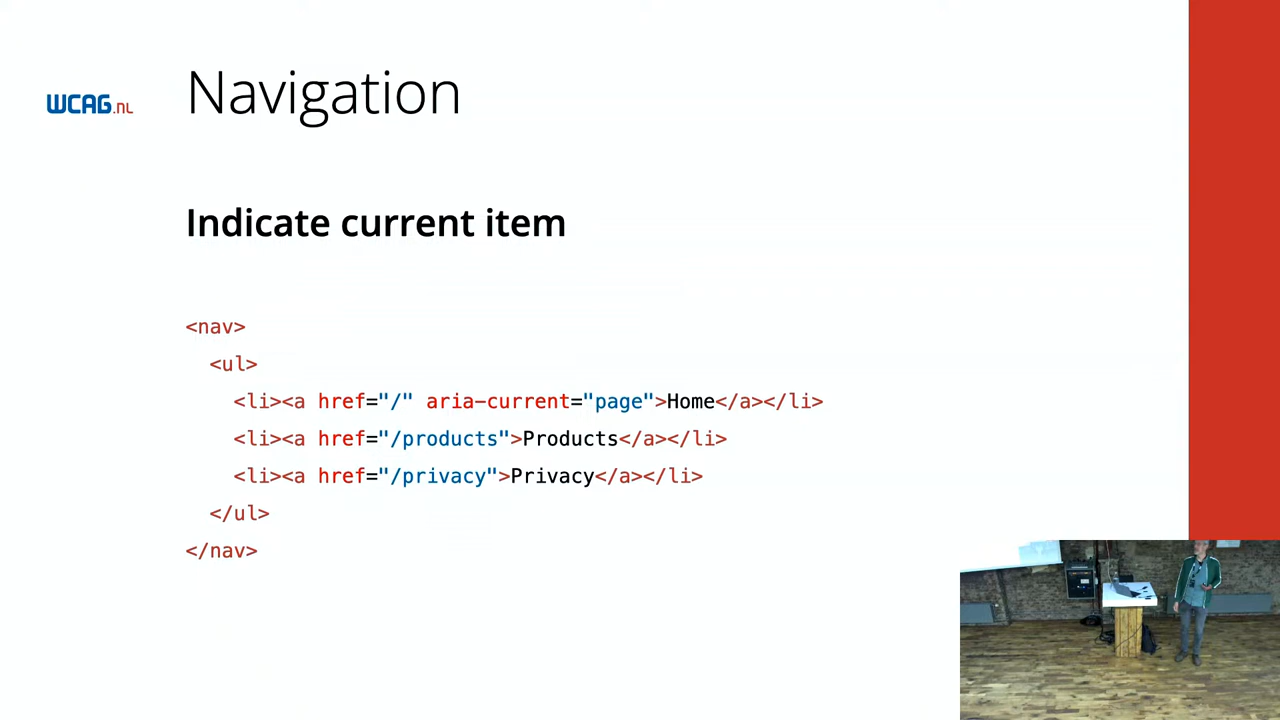 WCAG.NL
Navigation
Indicate current item
<nav>
<ul>
<li><a href="/" aria-current="page">Home</a></li>
<li><a href="/products">Products</a></li>
<li><a href="/privacy">Privacy</a></li>
</ul>
</nav>